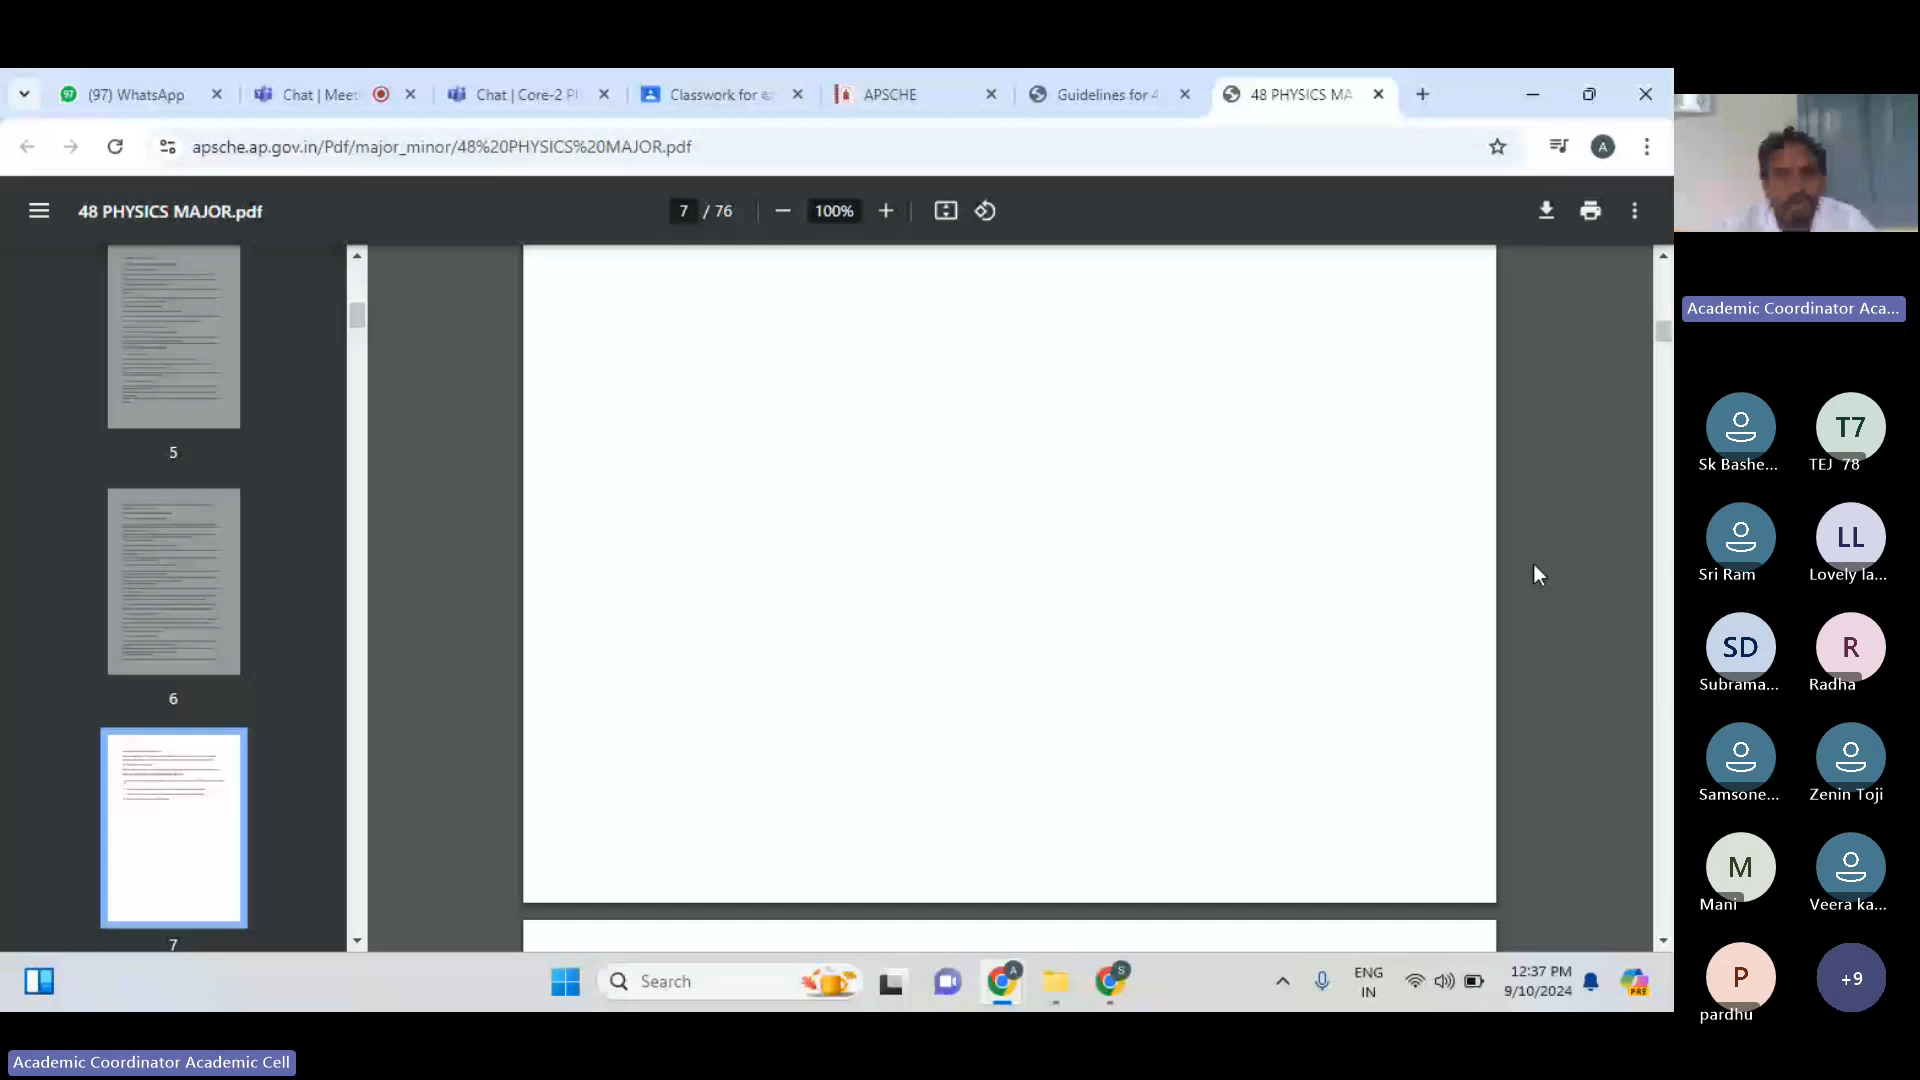 (97) WhatsApp
Chat | Meet
Chat | Core-2 P
Classwork for
APSCHE
Guidelines for
48 PHYSICS MA
apsche.ap.gov.in/Pdf/major_minor/48%20PHYSICS%20MAJOR.pdf
A
48 PHYSICS MAJOR.pdf
7 / 76
100%
5
6
7
Academic Coordinator Aca...
Sk Bashe...
T7
TEJ 78
Sri Ram
LL
Lovely la...
SD
Subrama...
R
Radha
Samsone...
Zenin Toji
M
Mani
Veera ka...
P
pardhu
+9
Search
A
S
ENG
IN
12:37 PM
9/10/2024
PRE
Academic Coordinator Academic Cell